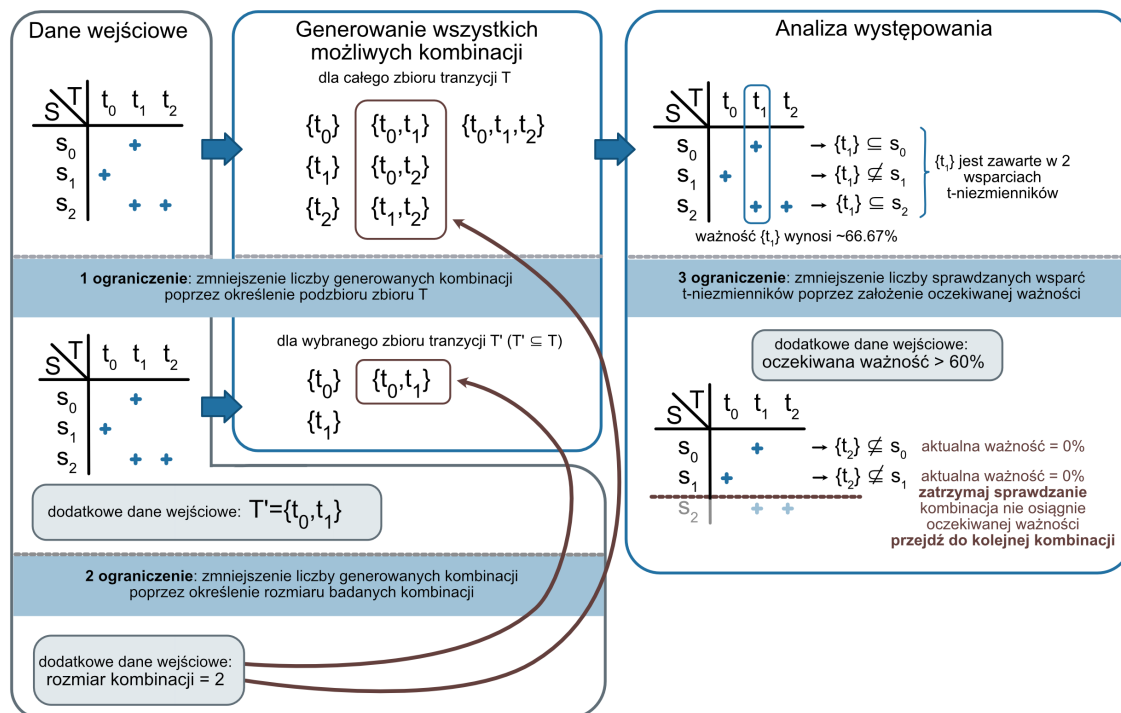 Dane wejściowe
S T t0 t1 t2
s0 +
s1 +
s2 + +
Generowanie wszystkich
możliwych kombinacji
dla całego zbioru tranzycji T
{t0} {t0,t1} {t0,t1,t2}
{t1} {t0,t2}
{t2} {t1,t2}
Analiza występowania
S T t0 t1 t2
s0 + → {t1} ⊆ s0
s1 + → {t1} ⊈ s1
s2 + + → {t1} ⊆ s2
{t1} jest zawarte w 2
wsparciach
t-niezmienników
ważność {t1} wynosi ~66.67%
1 ograniczenie: zmniejszenie liczby generowanych kombinacji
poprzez określenie podzbioru zbioru T
3 ograniczenie: zmniejszenie liczby sprawdzanych wsparć
t-niezmienników poprzez założenie oczekiwanej ważności
S T t0 t1 t2
s0 +
s1 +
s2 + +
dla wybranego zbioru tranzycji T' (T' ⊆ T)
{t0} {t0,t1}
{t1}
dodatkowe dane wejściowe: T'={t0,t1}
dodatkowe dane wejściowe:
oczekiwana ważność > 60%
S T t0 t1 t2
s0 + → {t2} ⊈ s0 aktualna ważność = 0%
s1 + → {t2} ⊈ s1 aktualna ważność = 0%
s2 + +
zatrzymaj sprawdzanie
kombinacja nie osiągnie
oczekiwanej ważności
przejdź do kolejnej kombinacji
2 ograniczenie: zmniejszenie liczby generowanych kombinacji
poprzez określenie rozmiaru badanych kombinacji
dodatkowe dane wejściowe:
rozmiar kombinacji = 2